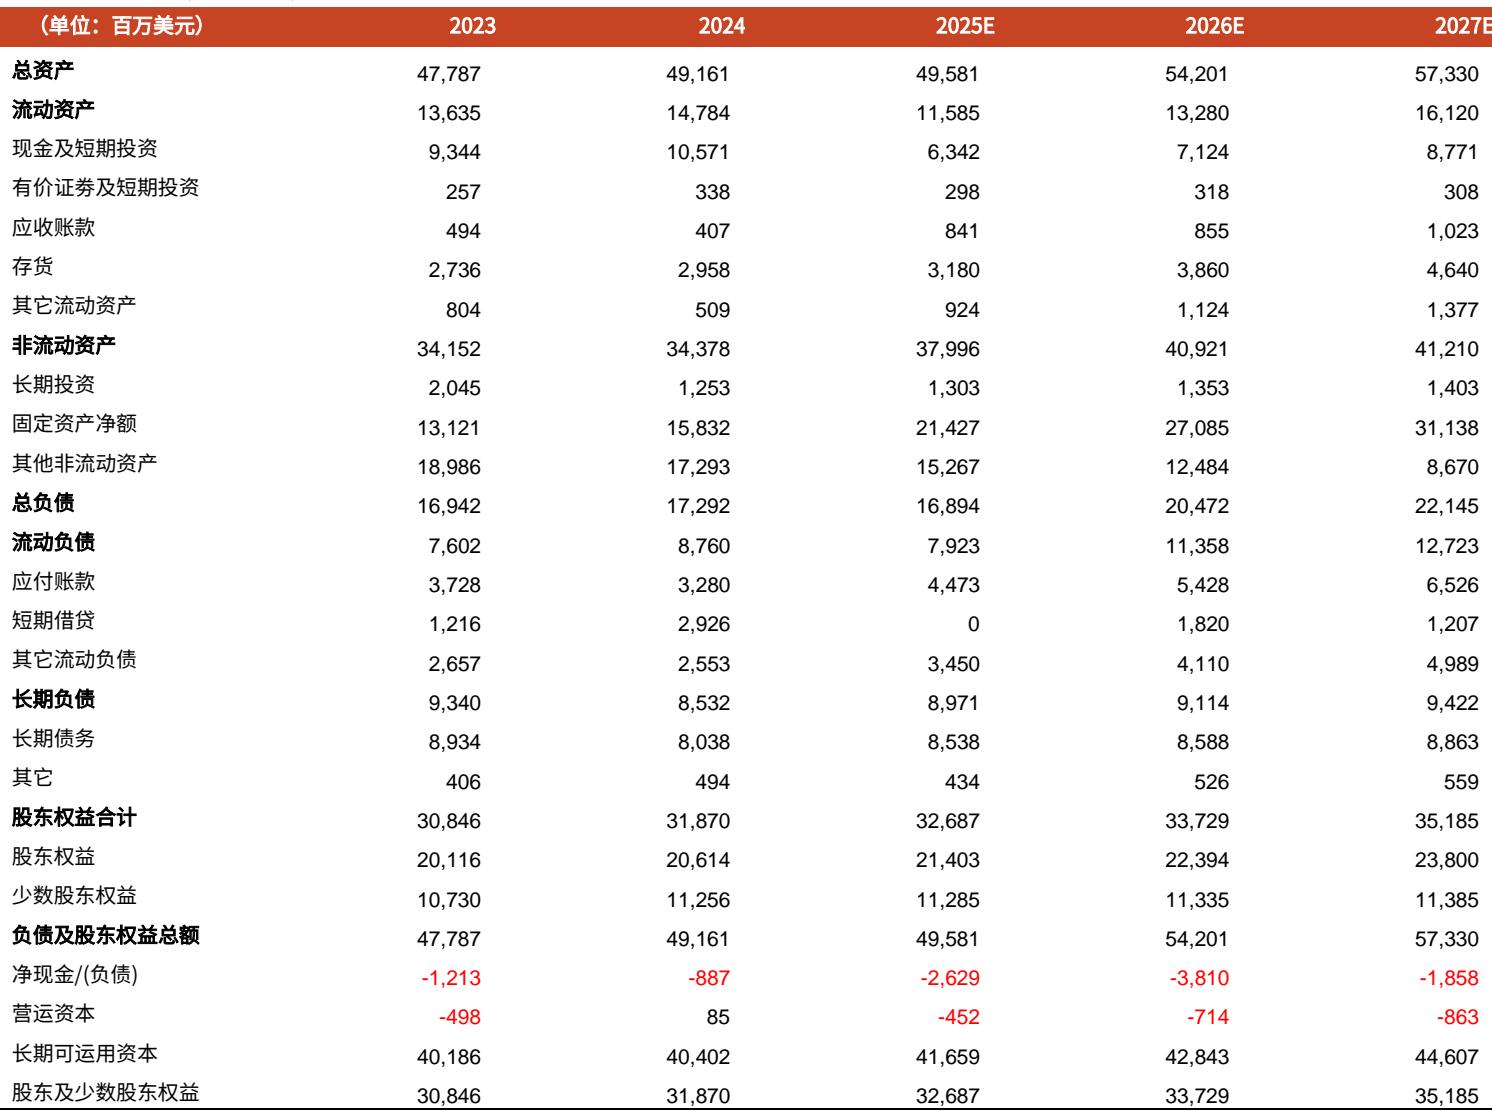 （单位：百万美元） 2023 2024 2025E 2026E 2027E
总资产 47,787 49,161 49,581 54,201 57,330
流动资产 13,635 14,784 11,585 13,280 16,120
现金及短期投资 9,344 10,571 6,342 7,124 8,771
有价证券及短期投资 257 338 298 318 308
应收账款 494 407 841 855 1,023
存货 2,736 2,958 3,180 3,860 4,640
其它流动资产 804 509 924 1,124 1,377
非流动资产 34,152 34,378 37,996 40,921 41,210
长期投资 2,045 1,253 1,303 1,353 1,403
固定资产净额 13,121 15,832 21,427 27,085 31,138
其他非流动资产 18,986 17,293 15,267 12,484 8,670
总负债 16,942 17,292 16,894 20,472 22,145
流动负债 7,602 8,760 7,923 11,358 12,723
应付账款 3,728 3,280 4,473 5,428 6,526
短期借贷 1,216 2,926 0 1,820 1,207
其它流动负债 2,657 2,553 3,450 4,110 4,989
长期负债 9,340 8,532 8,971 9,114 9,422
长期债务 8,934 8,038 8,538 8,588 8,863
其它 406 494 434 526 559
股东权益合计 30,846 31,870 32,687 33,729 35,185
股东权益 20,116 20,614 21,403 22,394 23,800
少数股东权益 10,730 11,256 11,285 11,335 11,385
负债及股东权益总额 47,787 49,161 49,581 54,201 57,330
净现金/(负债) -1,213 -887 -2,629 -3,810 -1,858
营运资本 -498 85 -452 -714 -863
长期可运用资本 40,186 40,402 41,659 42,843 44,607
股东及少数股东权益 30,846 31,870 32,687 33,729 35,185